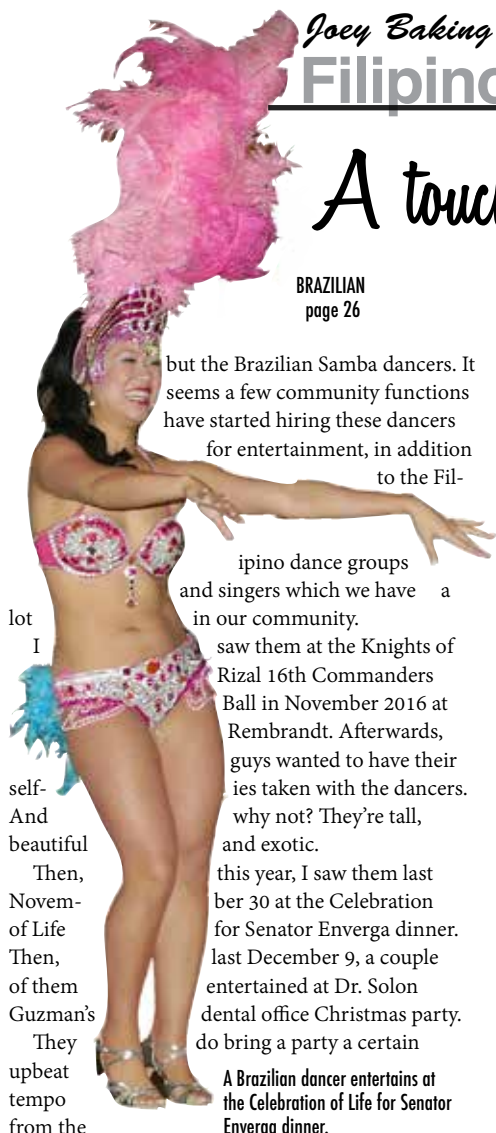 Joey Baking
Filipino
A touc
BRAZILIAN
page 26
but the Brazilian Samba dancers. It
seems a few community functions
have started hiring these dancers
for entertainment, in addition
to the Fil-
ipino dance groups
and singers which we have a
lot in our community.
I saw them at the Knights of
Rizal 16th Commanders
Ball in November 2016 at
Rembrandt. Afterwards,
guys wanted to have their
self- ies taken with the dancers.
And why not? They're tall,
beautiful and exotic.
Then, this year, I saw them last
Novem- ber 30 at the Celebration
of Life for Senator Enverga dinner.
Then, last December 9, a couple
of them entertained at Dr. Solon
Guzman's dental office Christmas party.
They do bring a party a certain
upbeat
tempo
from the
A Brazilian dancer entertains at
the Celebration of Life for Senator
Enverga dinner.